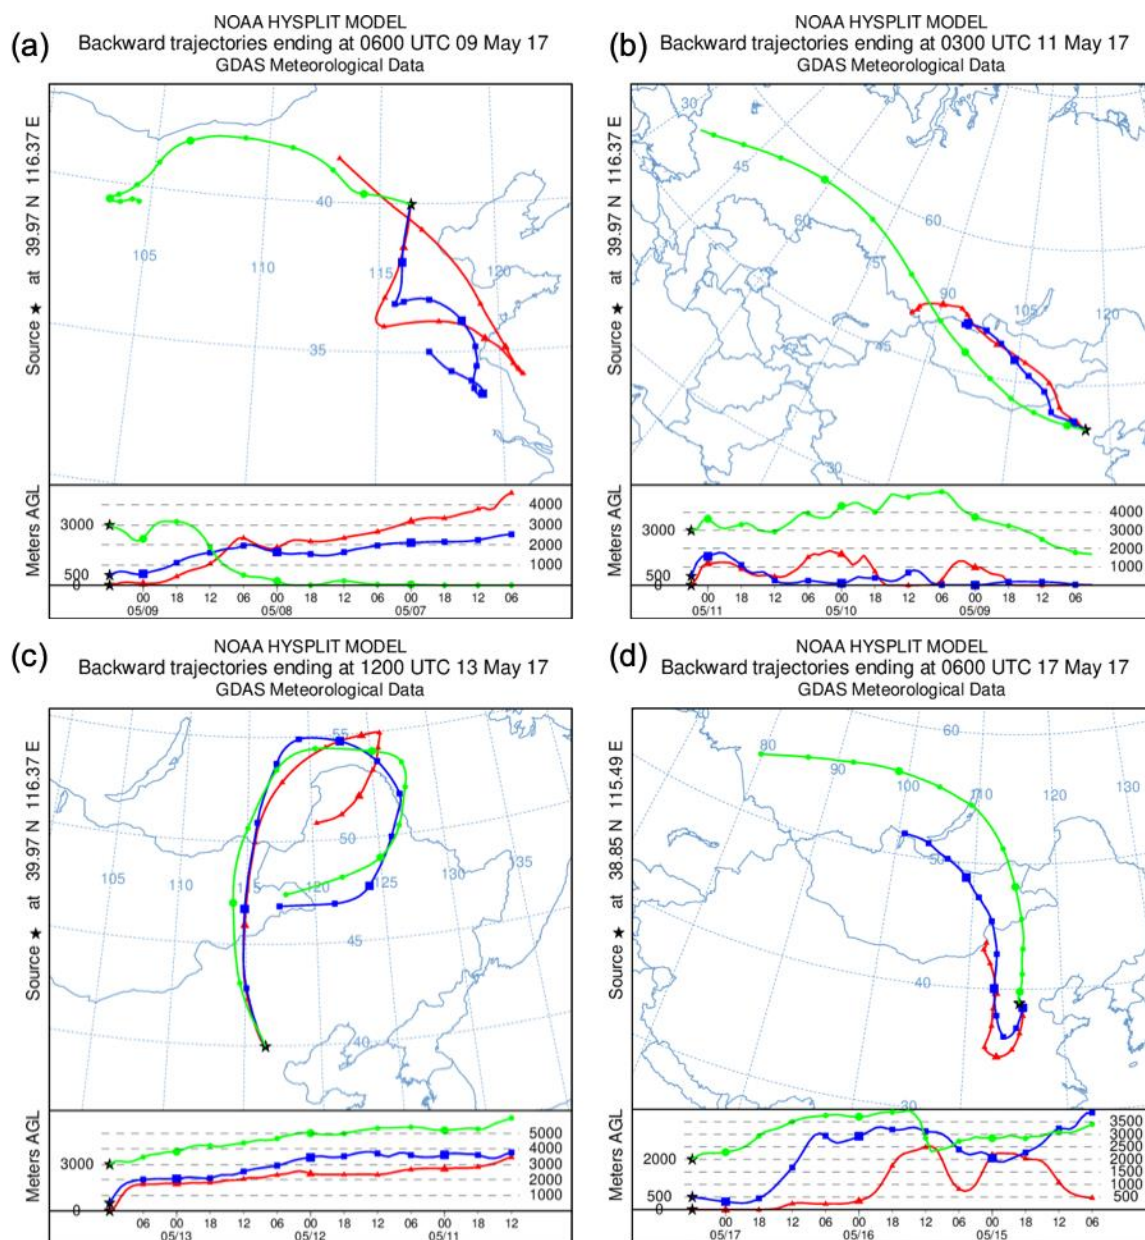 (a)
NOAA HYSPLIT MODEL
Backward trajectories ending at 0600 UTC 09 May 17
GDAS Meteorological Data
Source ★ at 39.97 N 116.37 E
40
105
110
115
120
35
Meters AGL
3000
500
0
4000
3000
2000
1000
00 18 12 06 00 18 12 06 00 18 12 06
05/09 05/08 05/07
(b)
NOAA HYSPLIT MODEL
Backward trajectories ending at 0300 UTC 11 May 17
GDAS Meteorological Data
Source ★ at 39.97 N 116.37 E
30
45
60
60
75
90
105
120
45
30
Meters AGL
3000
500
0
4000
3000
2000
1000
00 18 12 06 00 18 12 06 00 18 12 06
05/11 05/10 05/09
(c)
NOAA HYSPLIT MODEL
Backward trajectories ending at 1200 UTC 13 May 17
GDAS Meteorological Data
Source ★ at 39.97 N 116.37 E
55
50
105
110
115
120
125
130
135
45
40
Meters AGL
3000
0
5000
4000
3000
2000
1000
06 00 18 12 06 00 18 12 06 00 18 12
05/13 05/12 05/11
(d)
NOAA HYSPLIT MODEL
Backward trajectories ending at 0600 UTC 17 May 17
GDAS Meteorological Data
Source ★ at 38.85 N 115.49 E
70
60
80
90
100
110
120
130
50
40
30
Meters AGL
2000
500
0
3500
3000
2500
2000
1500
1000
500
00 18 12 06 00 18 12 06 00 18 12 06
05/17 05/16 05/15